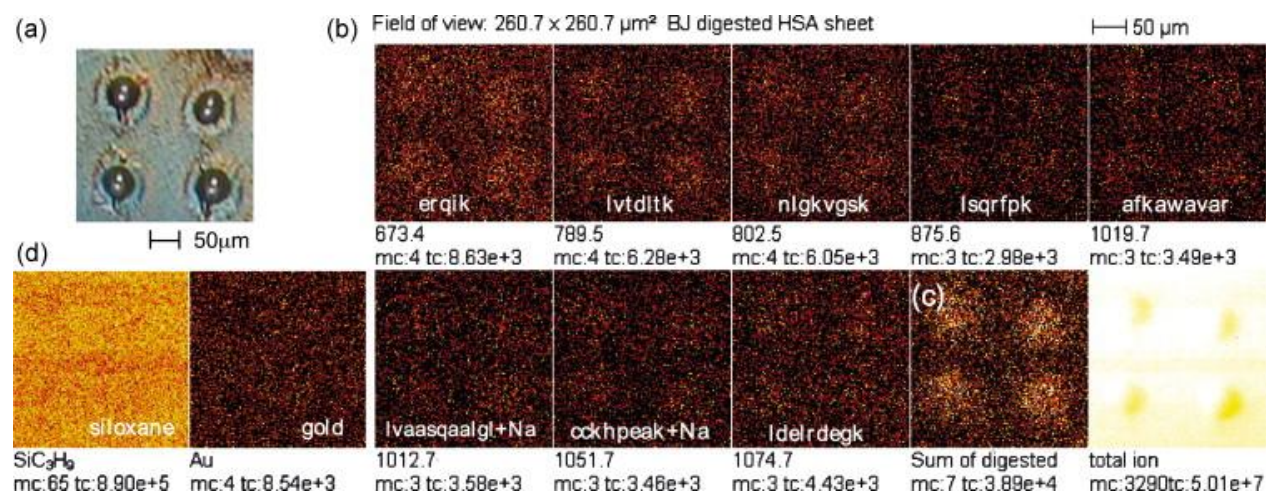 (a)
(b) Field of view: 260.7 x 260.7 µm² BJ digested HSA sheet
50 µm
erqik
lvtdltk
nlgkvgsk
lsqrfpk
afkawavar
50µm
673.4
mc:4 tc:8.63e+3
789.5
mc:4 tc:6.28e+3
802.5
mc:4 tc:6.05e+3
875.6
mc:3 tc:2.98e+3
1019.7
mc:3 tc:3.49e+3
(d)
(c)
siloxane
gold
lvaasqaalgl+Na
cckhpeak+Na
ldelrdegk
SiC₃H₉
mc:65 tc:8.90e+5
Au
mc:4 tc:8.54e+3
1012.7
mc:3 tc:3.58e+3
1051.7
mc:3 tc:3.46e+3
1074.7
mc:3 tc:4.43e+3
Sum of digested
mc:7 tc:3.89e+4
total ion
mc:3290tc:5.01e+7